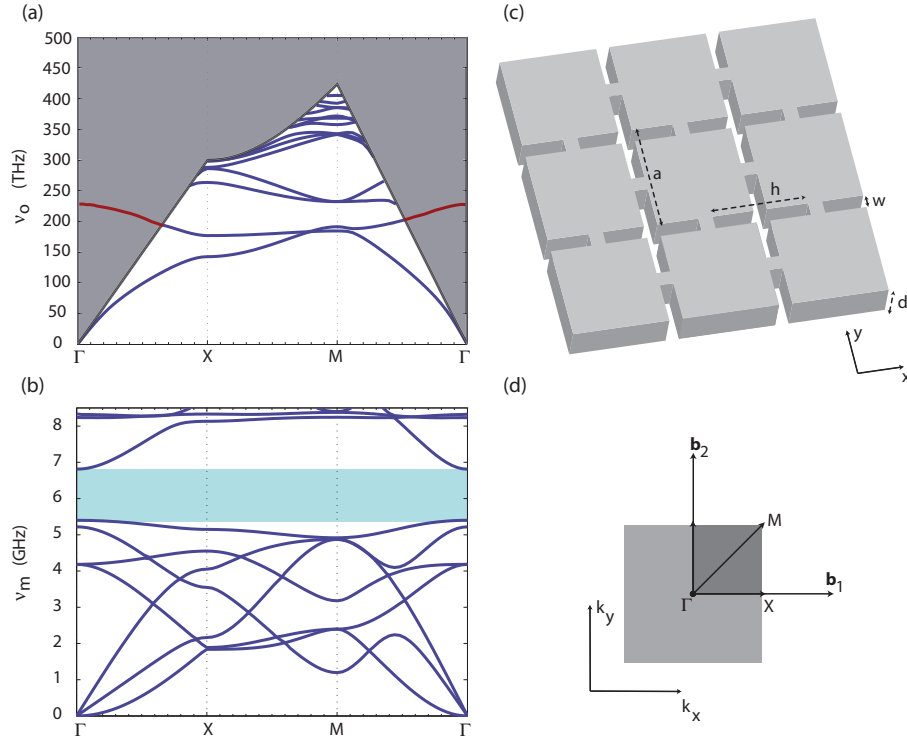 (a)
500
450
400
350
300
250
200
150
100
50
0
νo (THz)
Γ X M Γ
(b)
8
7
6
5
4
3
2
1
0
νm (GHz)
Γ X M Γ
(c)
a
h
w
d
y
x
(d)
b2
M
b1
Γ
X
ky
kx